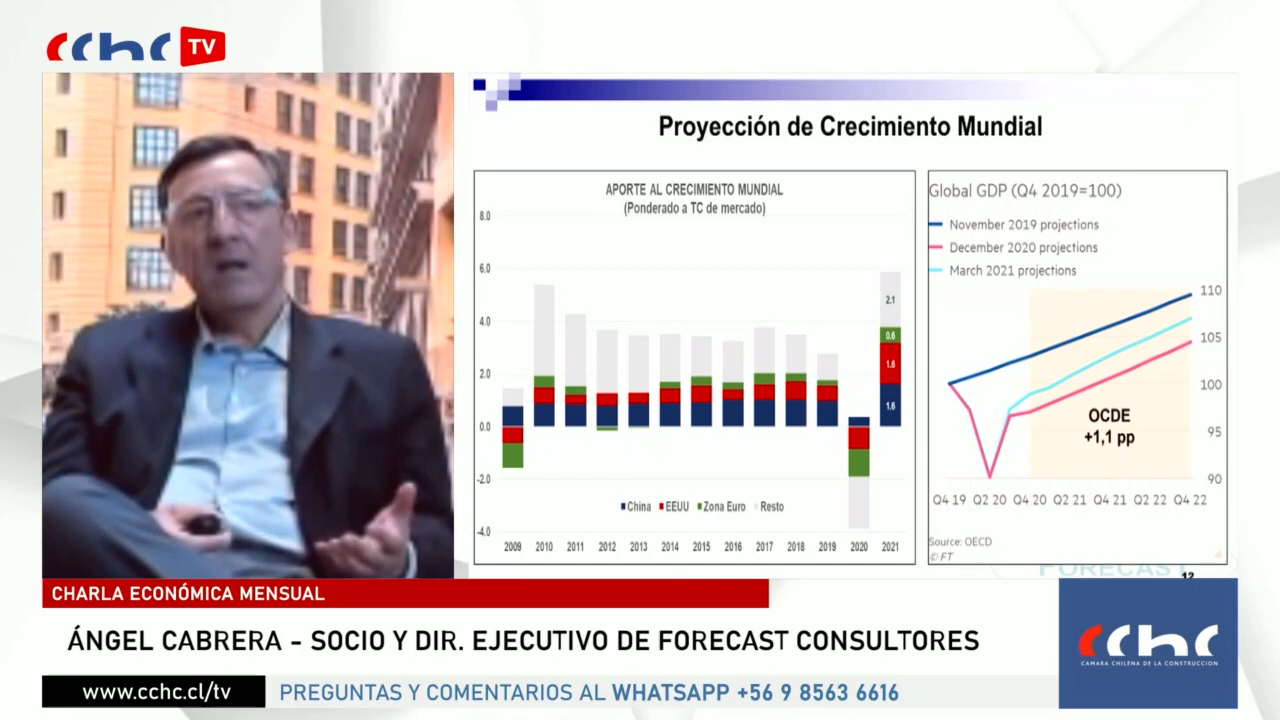 cchc TV
Proyección de Crecimiento Mundial
APORTE AL CRECIMIENTO MUNDIAL
(Ponderado a TC de mercado)
8.0
6.0
4.0
2.0
0.0
-2.0
-4.0
2.1
0.6
1.6
1.6
China EEUU Zona Euro Resto
2009 2010 2011 2012 2013 2014 2015 2016 2017 2018 2019 2020 2021
Global GDP (Q4 2019=100)
November 2019 projections
December 2020 projections
March 2021 projections
110
105
100
95
90
OCDE
+1,1 pp
Q4 19 Q2 20 Q4 20 Q2 21 Q4 21 Q2 22 Q4 22
Source: OECD
© FT
FORECAST
12
CHARLA ECONÓMICA MENSUAL
ÁNGEL CABRERA - SOCIO Y DIR. EJECUTIVO DE FORECAST CONSULTORES
www.cchc.cl/tv
PREGUNTAS Y COMENTARIOS AL WHATSAPP +56 9 8563 6616
cchc
CAMARA CHILENA DE LA CONSTRUCCION